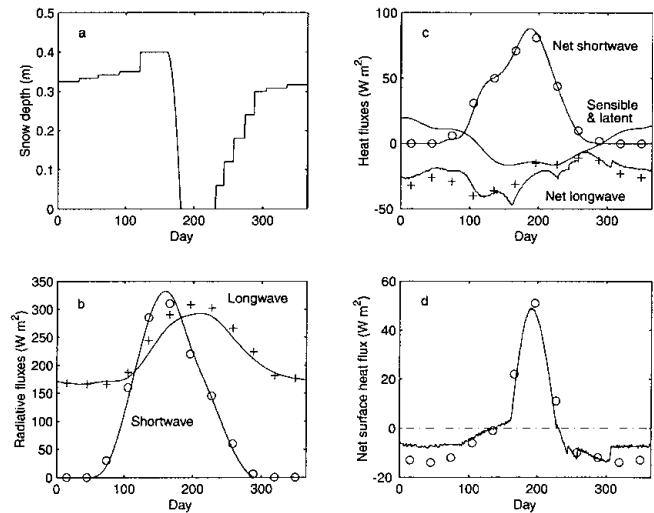 a
0.5
0.4
0.3
0.2
0.1
0
Snow depth (m)
0 100 200 300
Day
c
100
50
0
-50
Heat fluxes (W m²)
Net shortwave
Sensible
& latent
Net longwave
0 100 200 300
Day
b
350
300
250
200
150
100
50
0
Radiative fluxes (W m²)
Longwave
Shortwave
0 100 200 300
Day
d
60
40
20
0
-20
Net surface heat flux (W m²)
0 100 200 300
Day